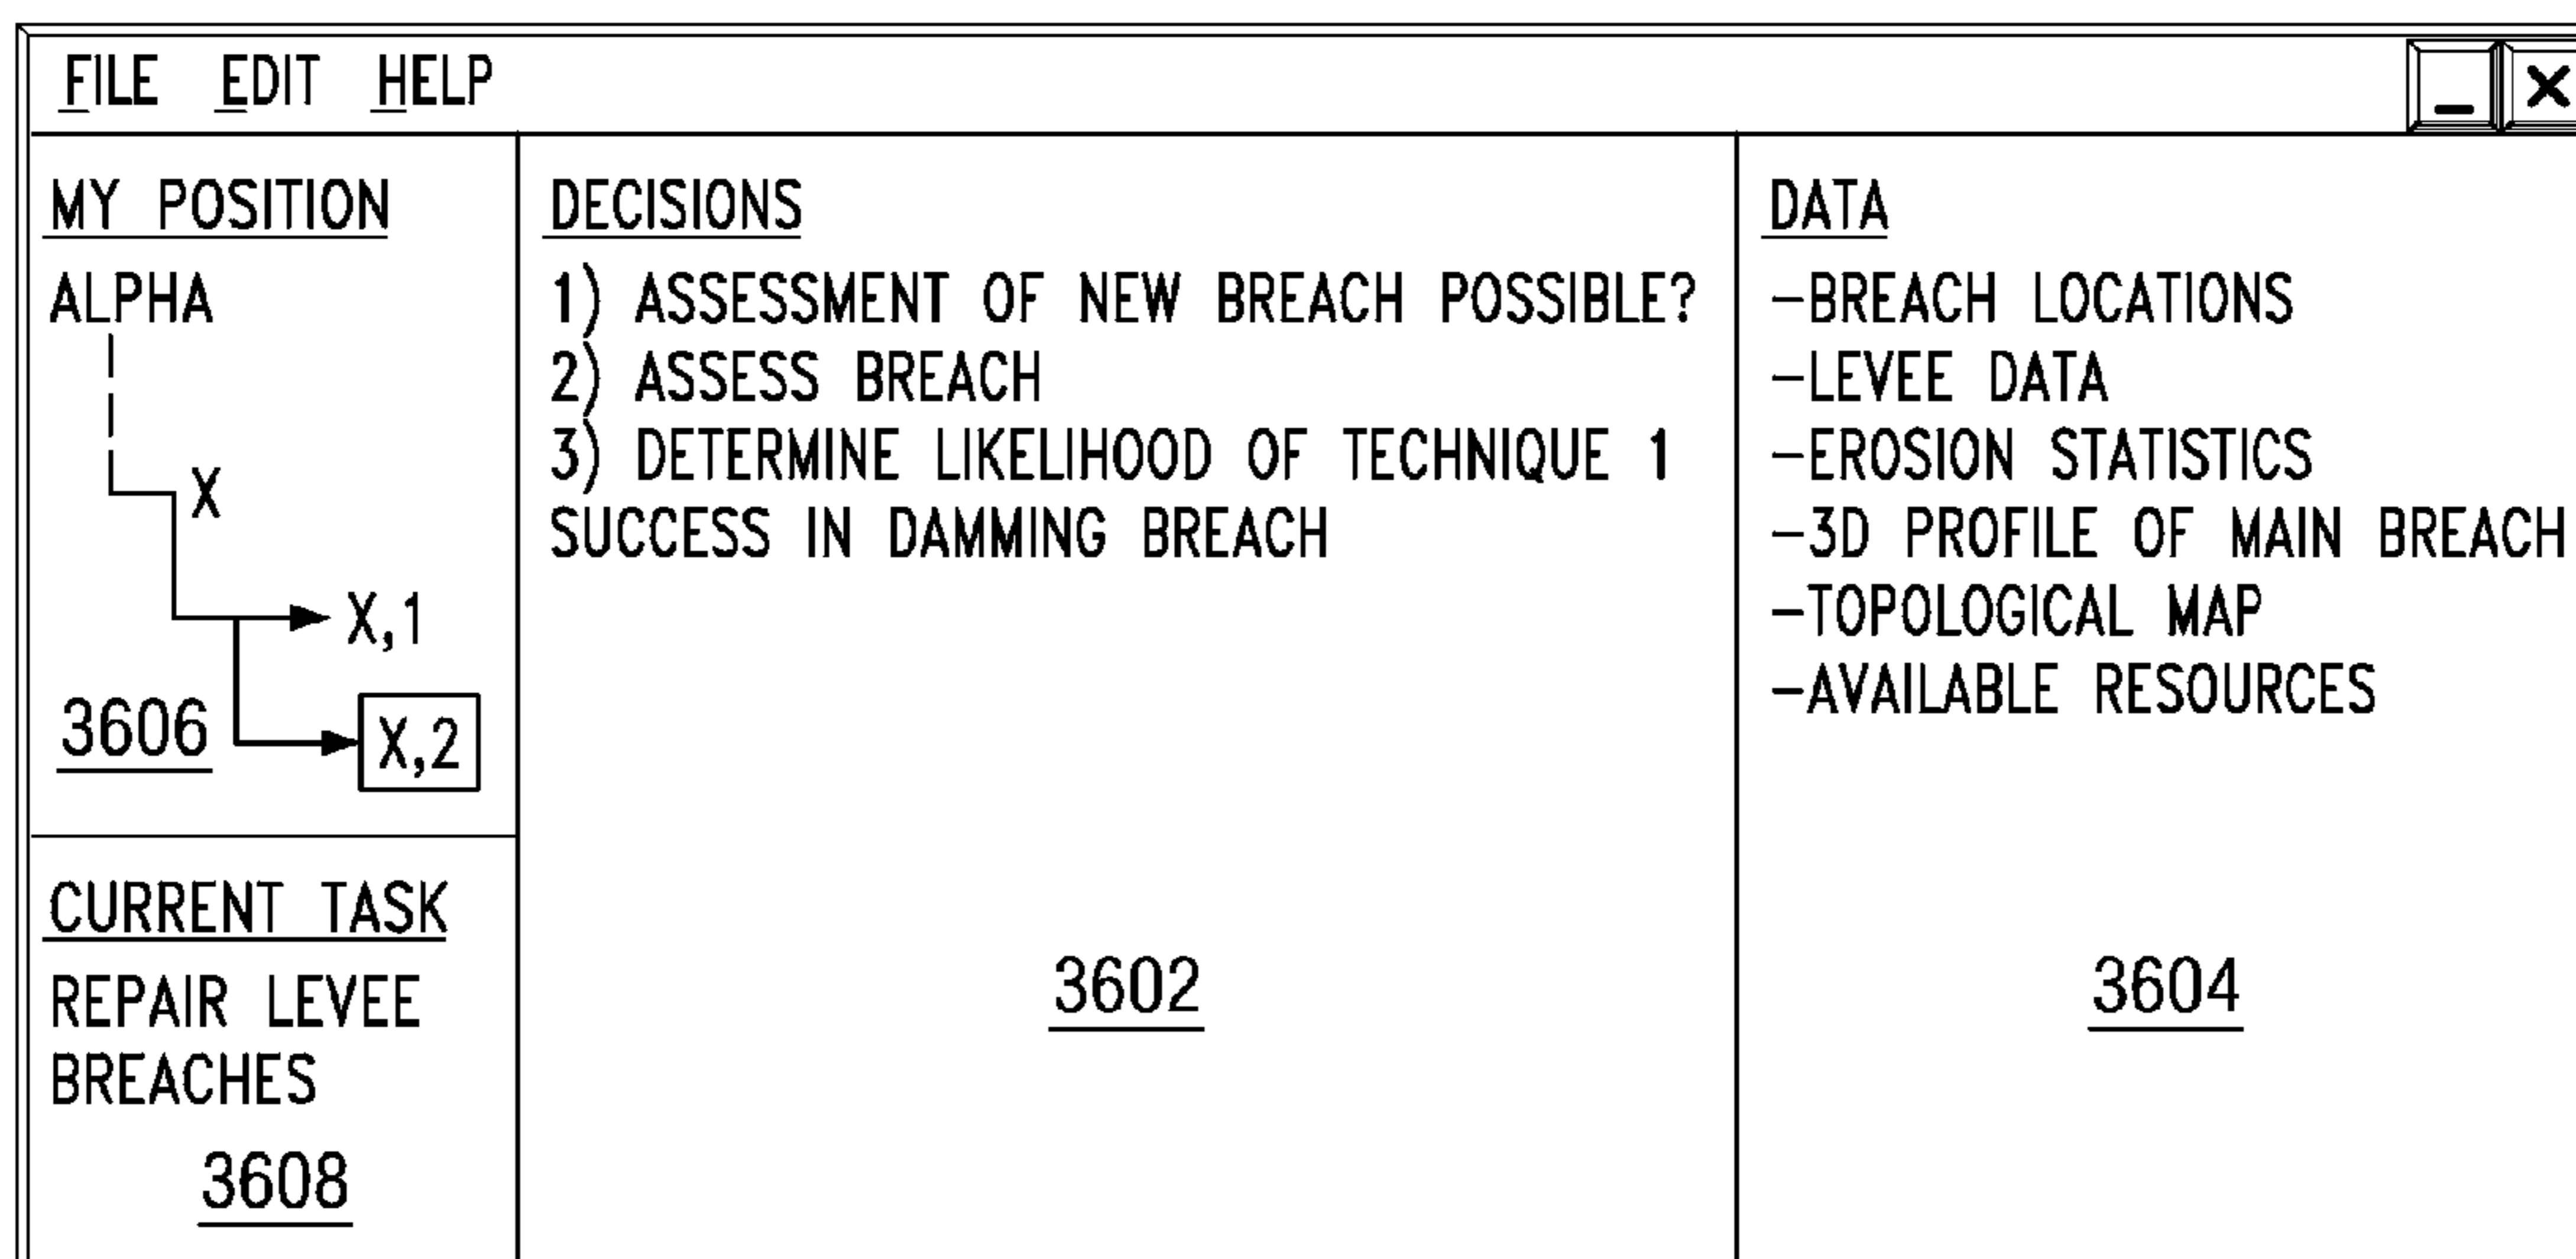 FILE EDIT HELP
MY POSITION
ALPHA
X
X,1
3606
X,2
CURRENT TASK
REPAIR LEVEE
BREACHES
3608
DECISIONS
1) ASSESSMENT OF NEW BREACH POSSIBLE?
2) ASSESS BREACH
3) DETERMINE LIKELIHOOD OF TECHNIQUE 1
SUCCESS IN DAMMING BREACH
3602
DATA
-BREACH LOCATIONS
-LEVEE DATA
-EROSION STATISTICS
-3D PROFILE OF MAIN BREACH
-TOPOLOGICAL MAP
-AVAILABLE RESOURCES
3604